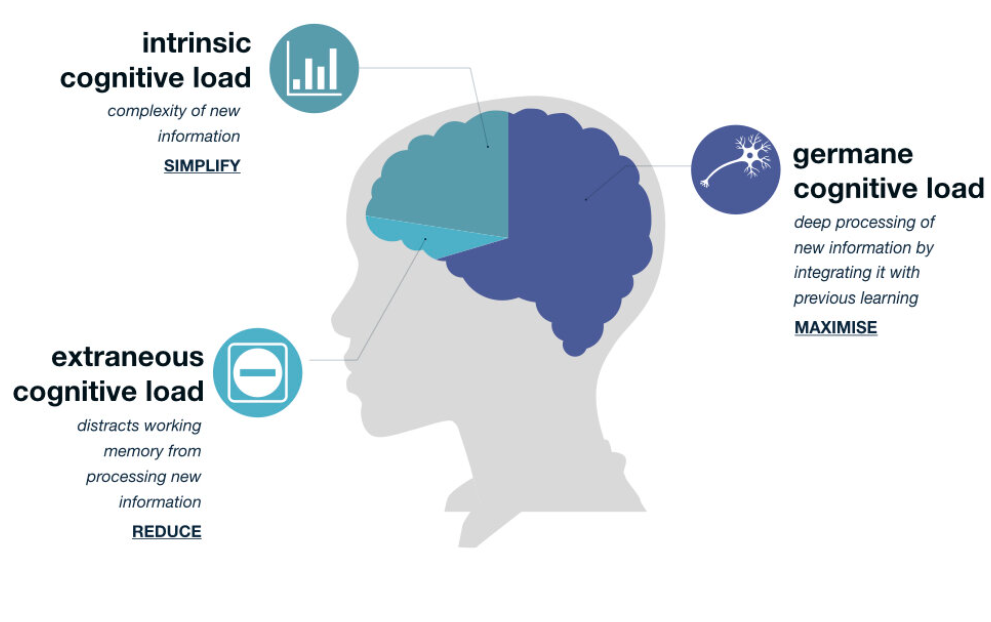 intrinsic
cognitive load
complexity of new
information
SIMPLIFY
germane
cognitive load
deep processing of
new information by
integrating it with
previous learning
MAXIMISE
extraneous
cognitive load
distracts working
memory from
processing new
information
REDUCE